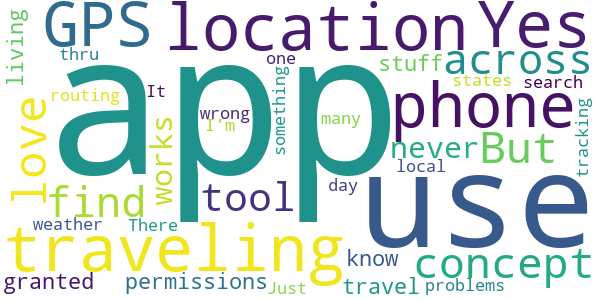 GPS location Yes
living thru one stuff across
app
routing It wrong something states search
love works I'm many phone tracking
find tool never But
day local use
weather There know concept
traveling
granted permissions Just travel problems